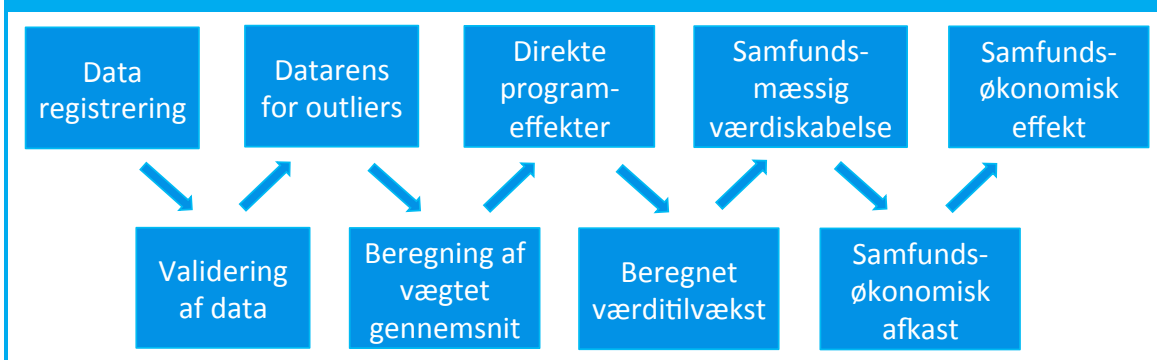 Data
registrering
Datarens
for outliers
Direkte
program-
effekter
Samfunds-
mæssig
værdiskabelse
Samfunds-
økonomisk
effekt
Validering
af data
Beregning af
vægtet
gennemsnit
Beregnet
værditilvækst
Samfunds-
økonomisk
afkast